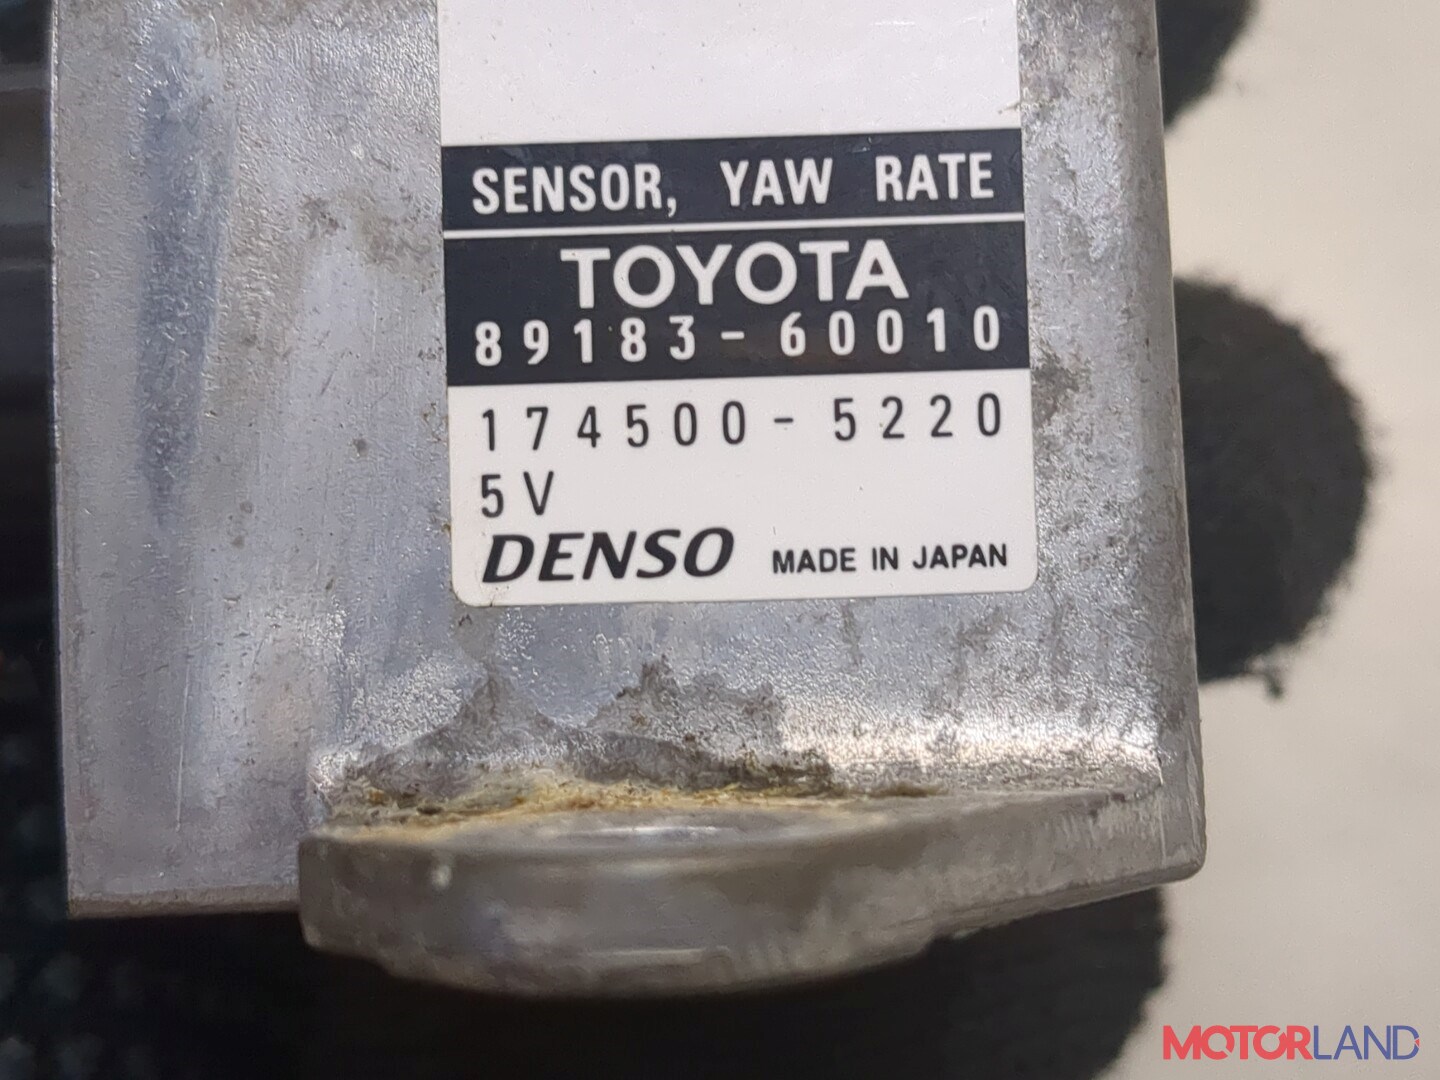 SENSOR, YAW RATE
TOYOTA
89183-60010
174500-5220
5V
DENSO MADE IN JAPAN
MOTORLAND